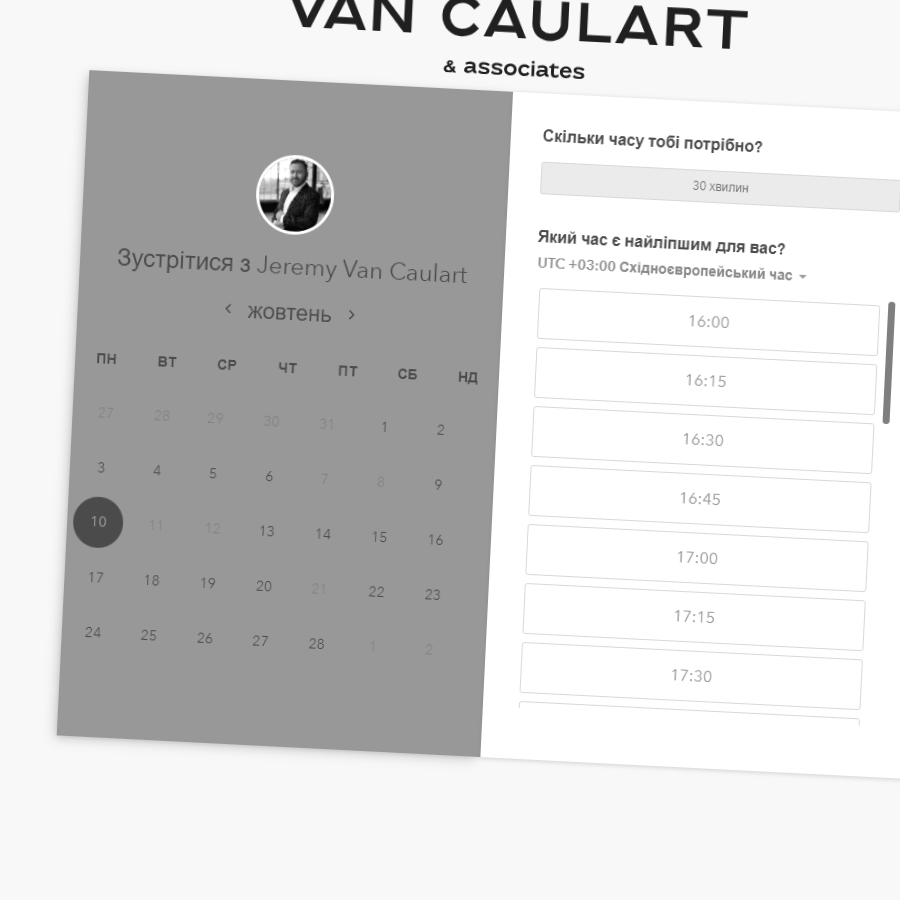 VAN CAULART
& associates
Зустрітися з Jeremy Van Caulart
жовтень
ПН ВТ СР ЧТ ПТ СБ НД
27 28 29 30 31 1 2
3 4 5 6 7 8 9
10 11 12 13 14 15 16
17 18 19 20 21 22 23
24 25 26 27 28 1 2
Скільки часу тобі потрібно?
30 хвилин
Який час є найліпшим для вас?
UTC +03:00 Східноєвропейський час
16:00
16:15
16:30
16:45
17:00
17:15
17:30